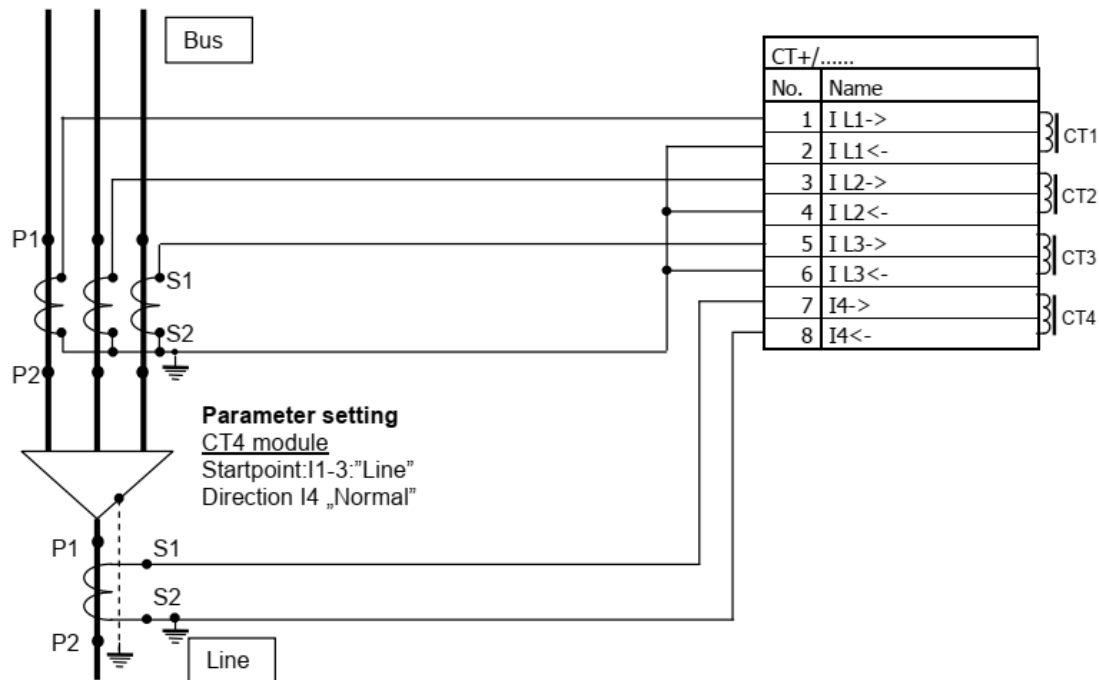 Bus
CT+/......
No. Name
1 I L1->
2 I L1<-
CT1
3 I L2->
4 I L2<-
CT2
5 I L3->
6 I L3<-
CT3
7 I4->
8 I4<-
CT4
P1
S1
S2
P2
Parameter setting
CT4 module
Startpoint:I1-3:”Line”
Direction I4 „Normal”
P1
S1
S2
P2
Line